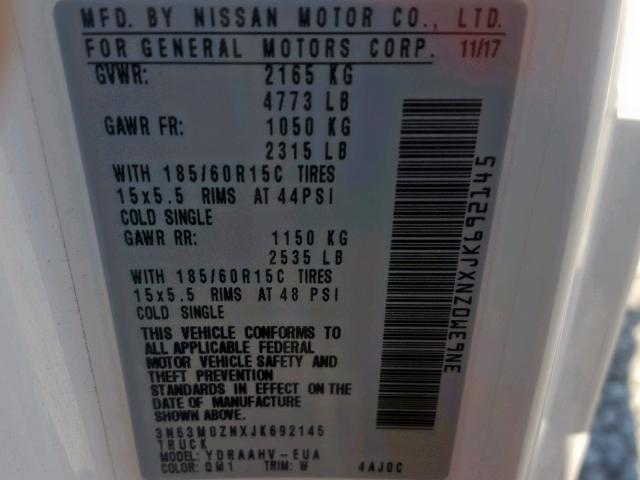 MFD. BY NISSAN MOTOR CO., LTD.
FOR GENERAL MOTORS CORP. 11/17
GVWR: 2165 KG
4773 LB
GAWR FR: 1050 KG
2315 LB
WITH 185/60R15C TIRES
15x5.5 RIMS AT 44PSI
COLD SINGLE
GAWR RR: 1150 KG
2535 LB
WITH 185/60R15C TIRES
15x5.5 RIMS AT 48 PSI
COLD SINGLE
THIS VEHICLE CONFORMS TO
ALL APPLICABLE FEDERAL
MOTOR VEHICLE SAFETY AND
THEFT PREVENTION
STANDARDS IN EFFECT ON THE
DATE OF MANUFACTURE
SHOWN ABOVE.
3N63M0ZNXJK692145
TRUCK
MODEL: YDRAAHV-EUA
COLOR: QM1 TRIM: W 4AJ0C
3N63M0ZNXJK692145